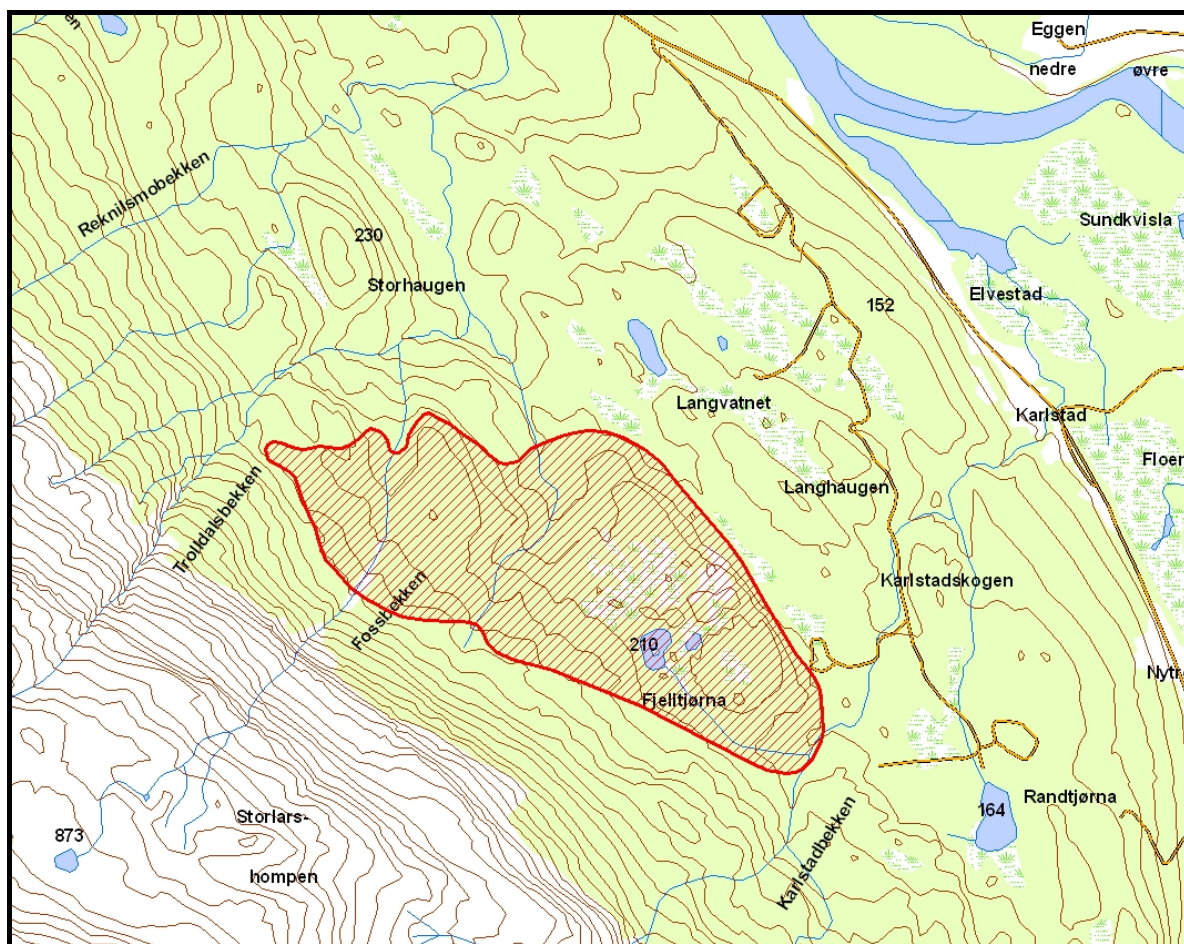 Eggen
nedre øvre
Reknilsmobekken
Sundkvisla
230
Storhaugen
Elvestad
152
Langvatnet
Karlstad
Floer
Langhaugen
Trolldalsbekken
Fossbekken
Karlstadskogen
210
Nytr
Fjelltjørna
Randtjørna
164
873
Storlars-
hompen
Karlstadbekken